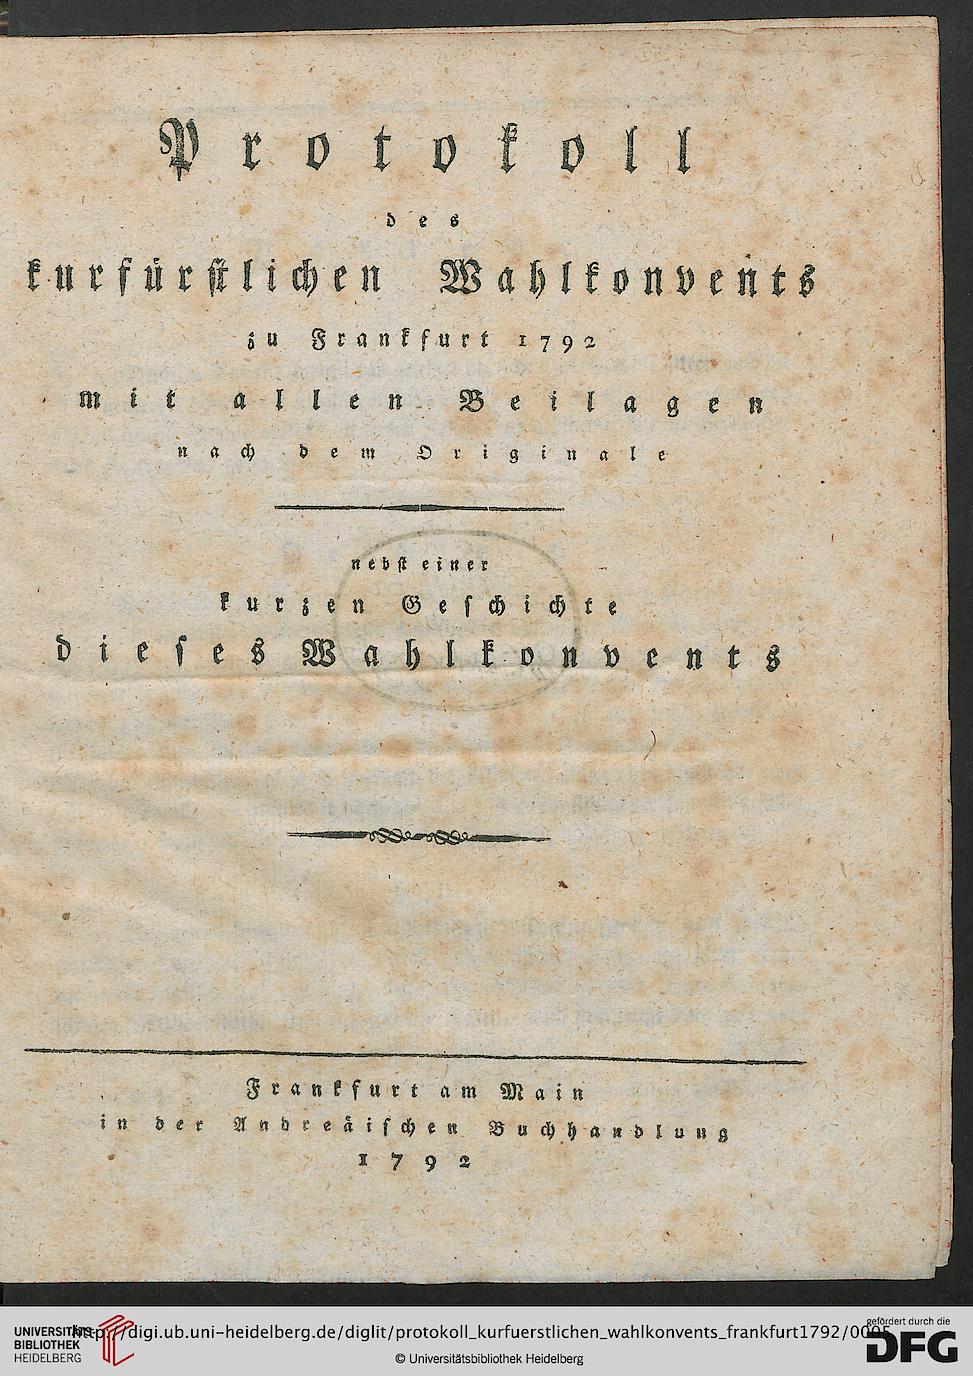 Protokoll
des
kurfürstlichen Wahlkonvents
zu Frankfurt 1792
mit allen Beilagen
nach dem Originale
nebst einer
kurzen Geschichte
dieses Wahlkonvents
Frankfurt am Main
in der Andreäischen Buchhandlung
1792
UNIVERSITÄTS-
BIBLIOTHEK
HEIDELBERG
http://digi.ub.uni-heidelberg.de/diglit/protokoll_kurfuerstlichen_wahlkonvents_frankfurt1792/0005
© Universitätsbibliothek Heidelberg
gefördert durch die
DFG